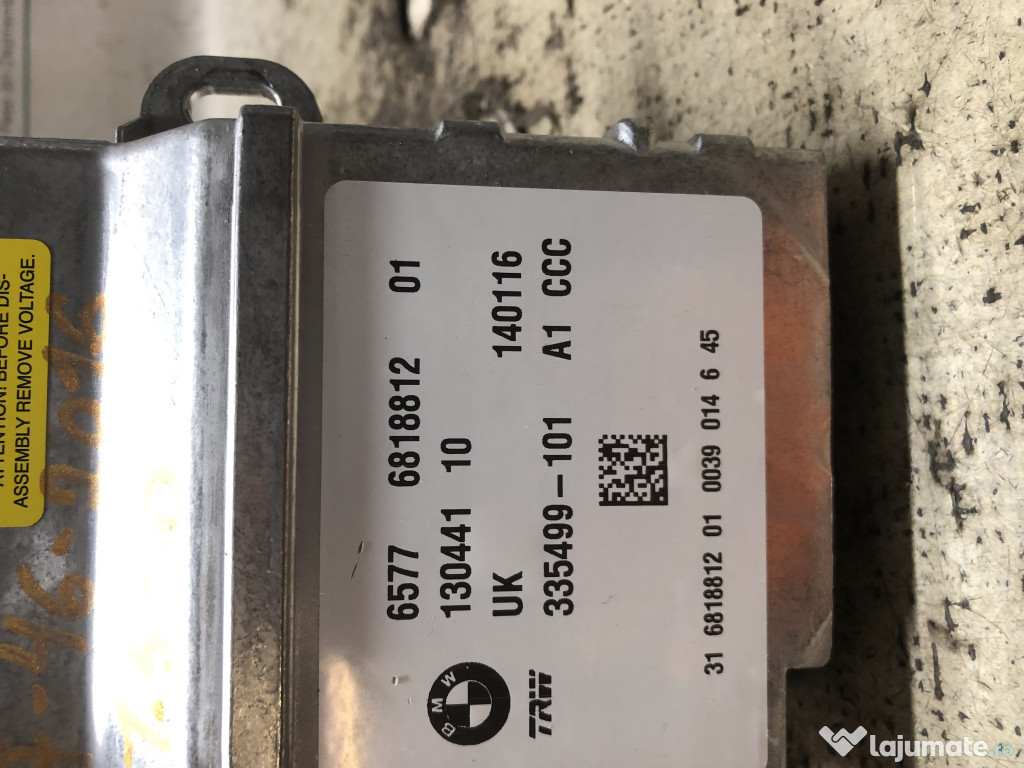 ATTENTION! BEFORE DIS-
ASSEMBLY REMOVE VOLTAGE.
6577 6818812 01
130441 10
UK 140116
335499-101 A1 CCC
BMW
TRW
31 6818812 01 0039 014 6 45
lajumate.ro